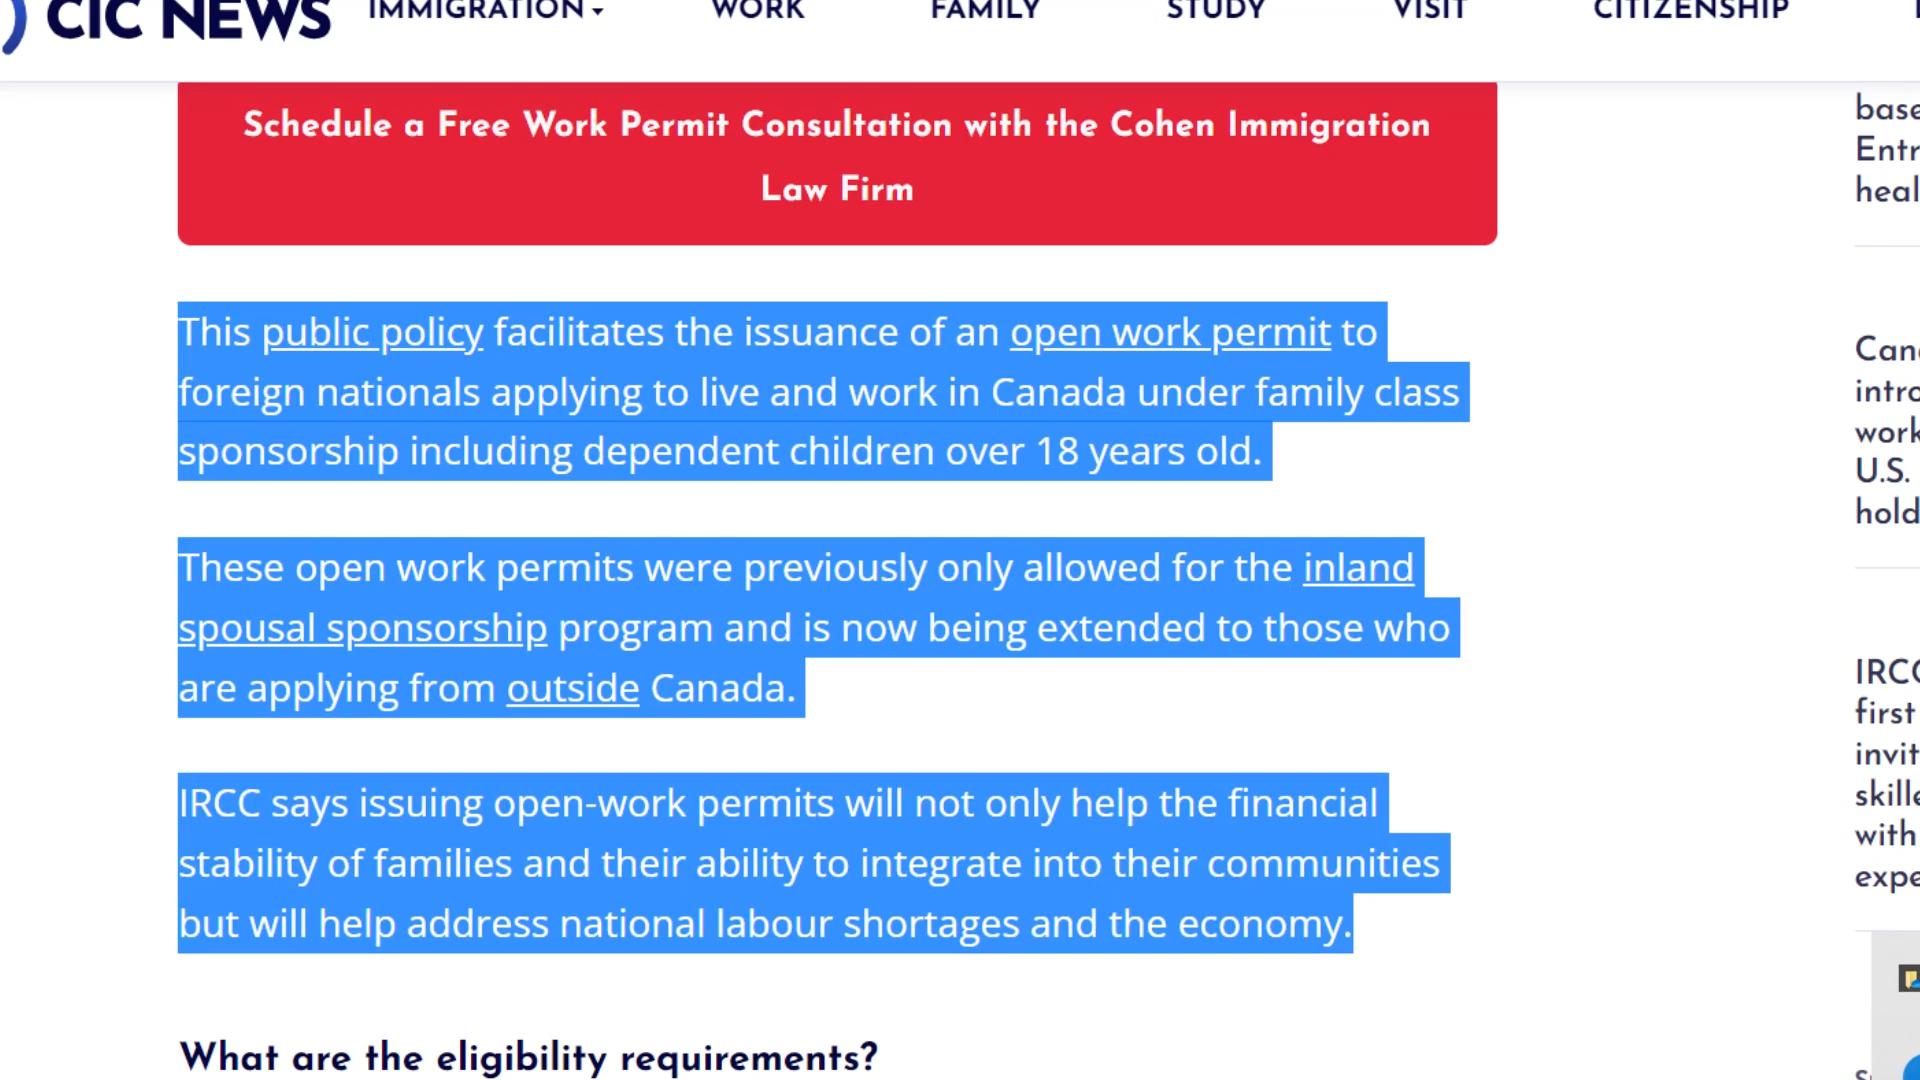 CIC NEWS
IMMIGRATION
WORK
FAMILY
STUDY
VISIT
CITIZENSHIP
Schedule a Free Work Permit Consultation with the Cohen Immigration
Law Firm
This public policy facilitates the issuance of an open work permit to
foreign nationals applying to live and work in Canada under family class
sponsorship including dependent children over 18 years old.
These open work permits were previously only allowed for the inland
spousal sponsorship program and is now being extended to those who
are applying from outside Canada.
IRCC says issuing open-work permits will not only help the financial
stability of families and their ability to integrate into their communities
but will help address national labour shortages and the economy.
What are the eligibility requirements?
U.S.
first
with